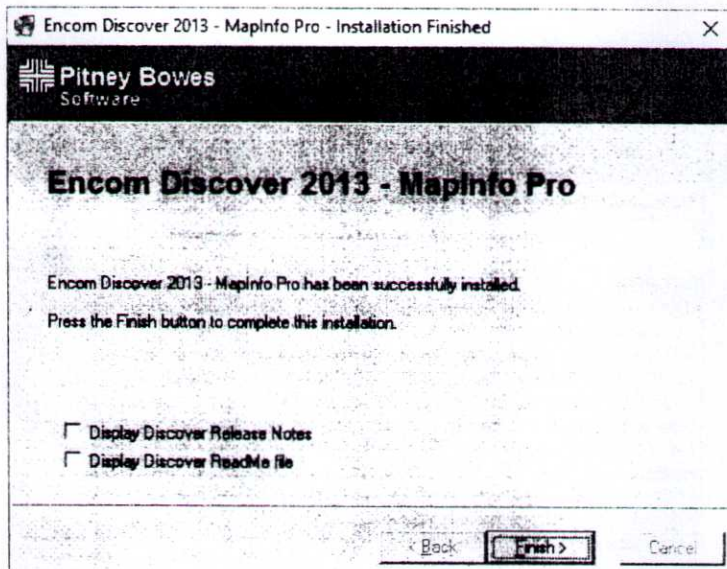 Encom Discover 2013 - MapInfo Pro - Installation Finished
Pitney Bowes
Software
Encom Discover 2013 - MapInfo Pro
Encom Discover 2013 - MapInfo Pro has been successfully installed.
Press the Finish button to complete this installation.
Display Discover Release Notes
Display Discover ReadMe file
< Back
Finish >
Cancel